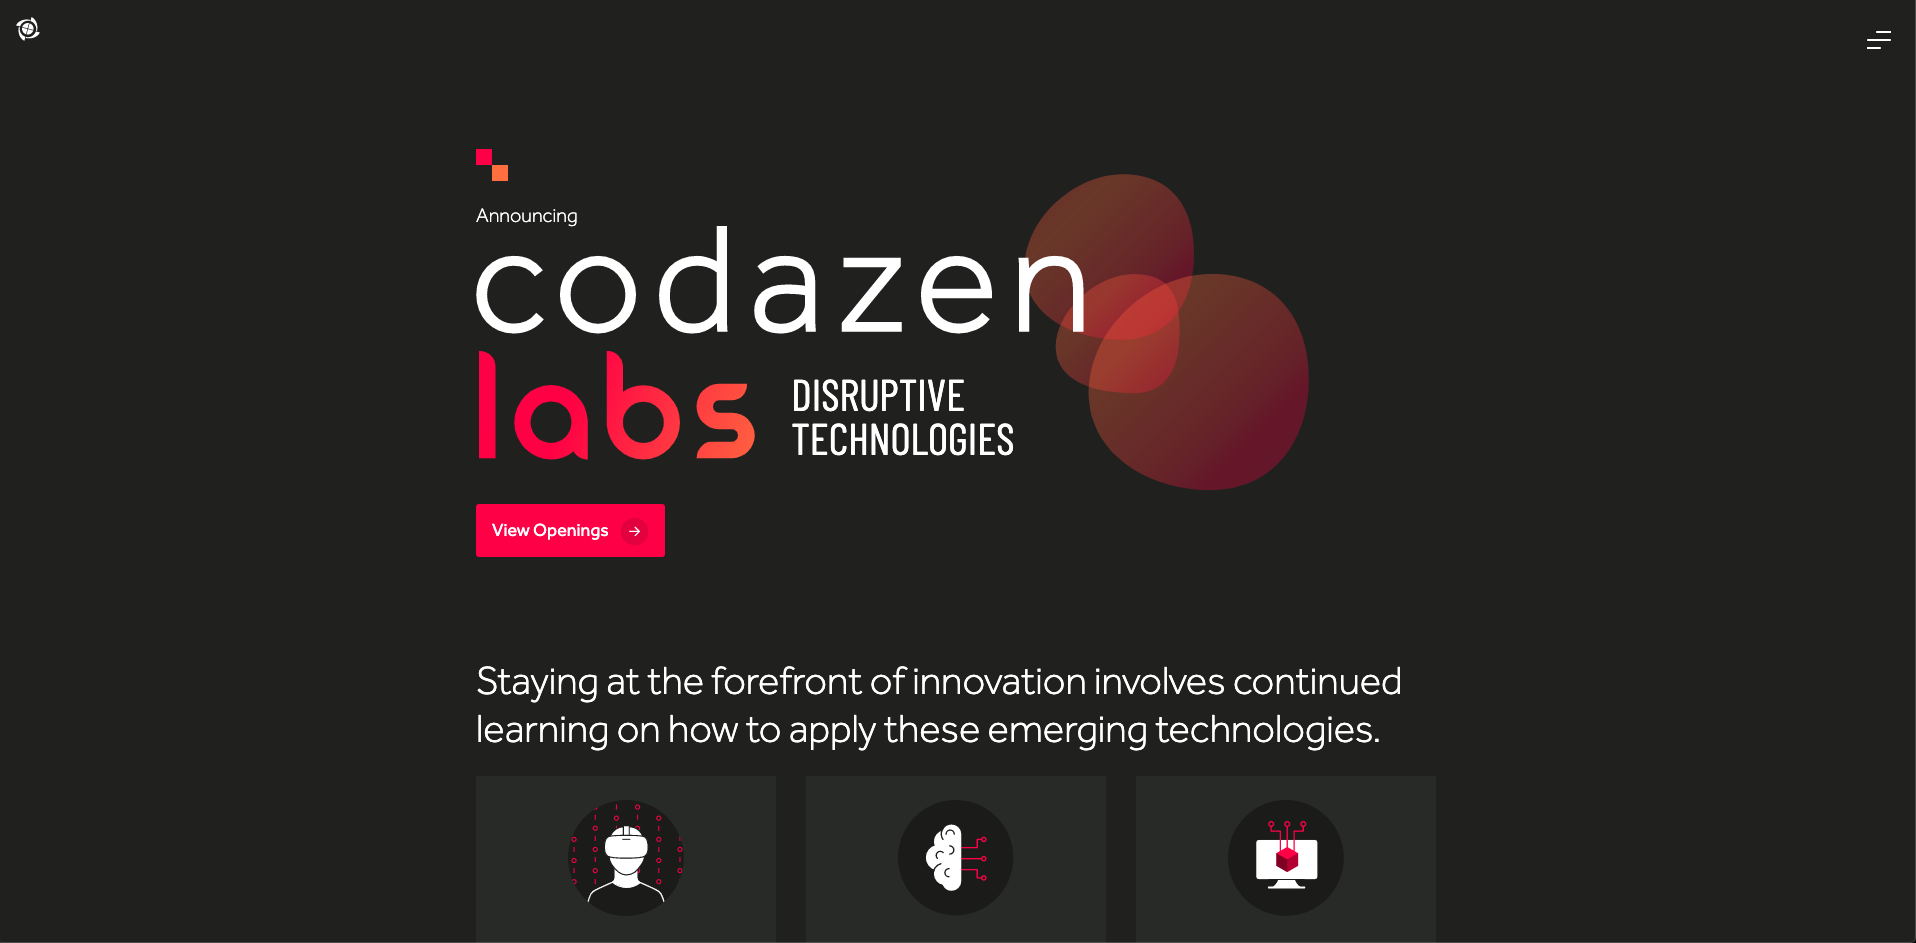 Announcing
codazen
labs
DISRUPTIVE
TECHNOLOGIES
View Openings
Staying at the forefront of innovation involves continued
learning on how to apply these emerging technologies.